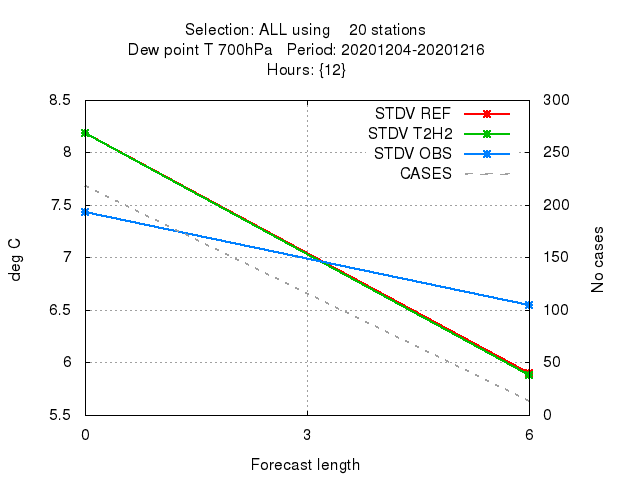 Selection: ALL using    20 stations
Dew point T 700hPa   Period: 20201204-20201216
Hours: {12}
8.5
8
7.5
7
6.5
6
5.5
300
250
200
150
100
50
0
STDV REF
STDV T2H2
STDV OBS
CASES
deg C
No cases
0
3
6
Forecast length